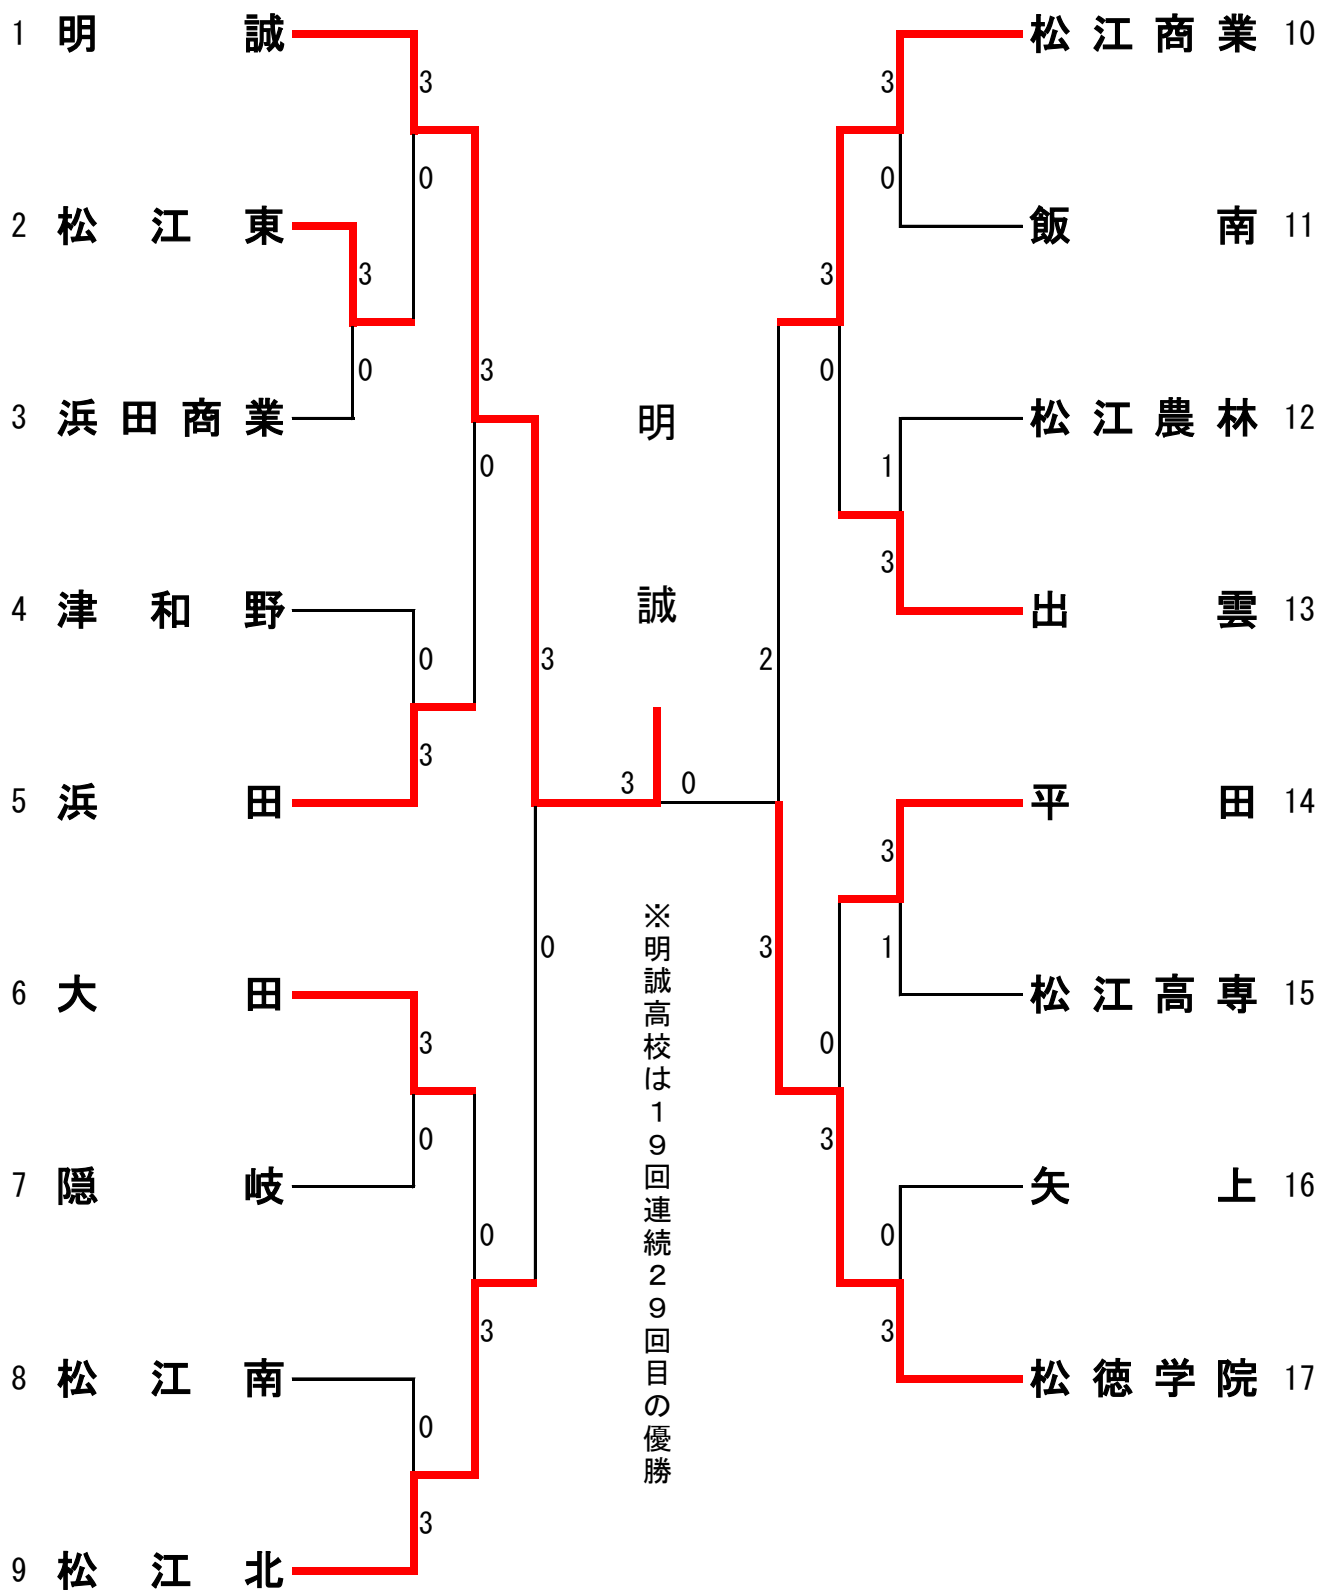 1 明誠
3
0
2 松江東
3
0
3 浜田商業
3
0
4 津和野
0
3
5 浜田
3
0
6 大田
3
0
7 隠岐
0
3
8 松江南
0
3
9 松江北
明誠
3 0
※明誠高校は19回連続29回目の優勝
松江商業 10
3
0
飯南 11
3
0
松江農林 12
1
3
出雲 13
2
3
平田 14
3
1
松江高専 15
0
3
矢上 16
0
3
松徳学院 17